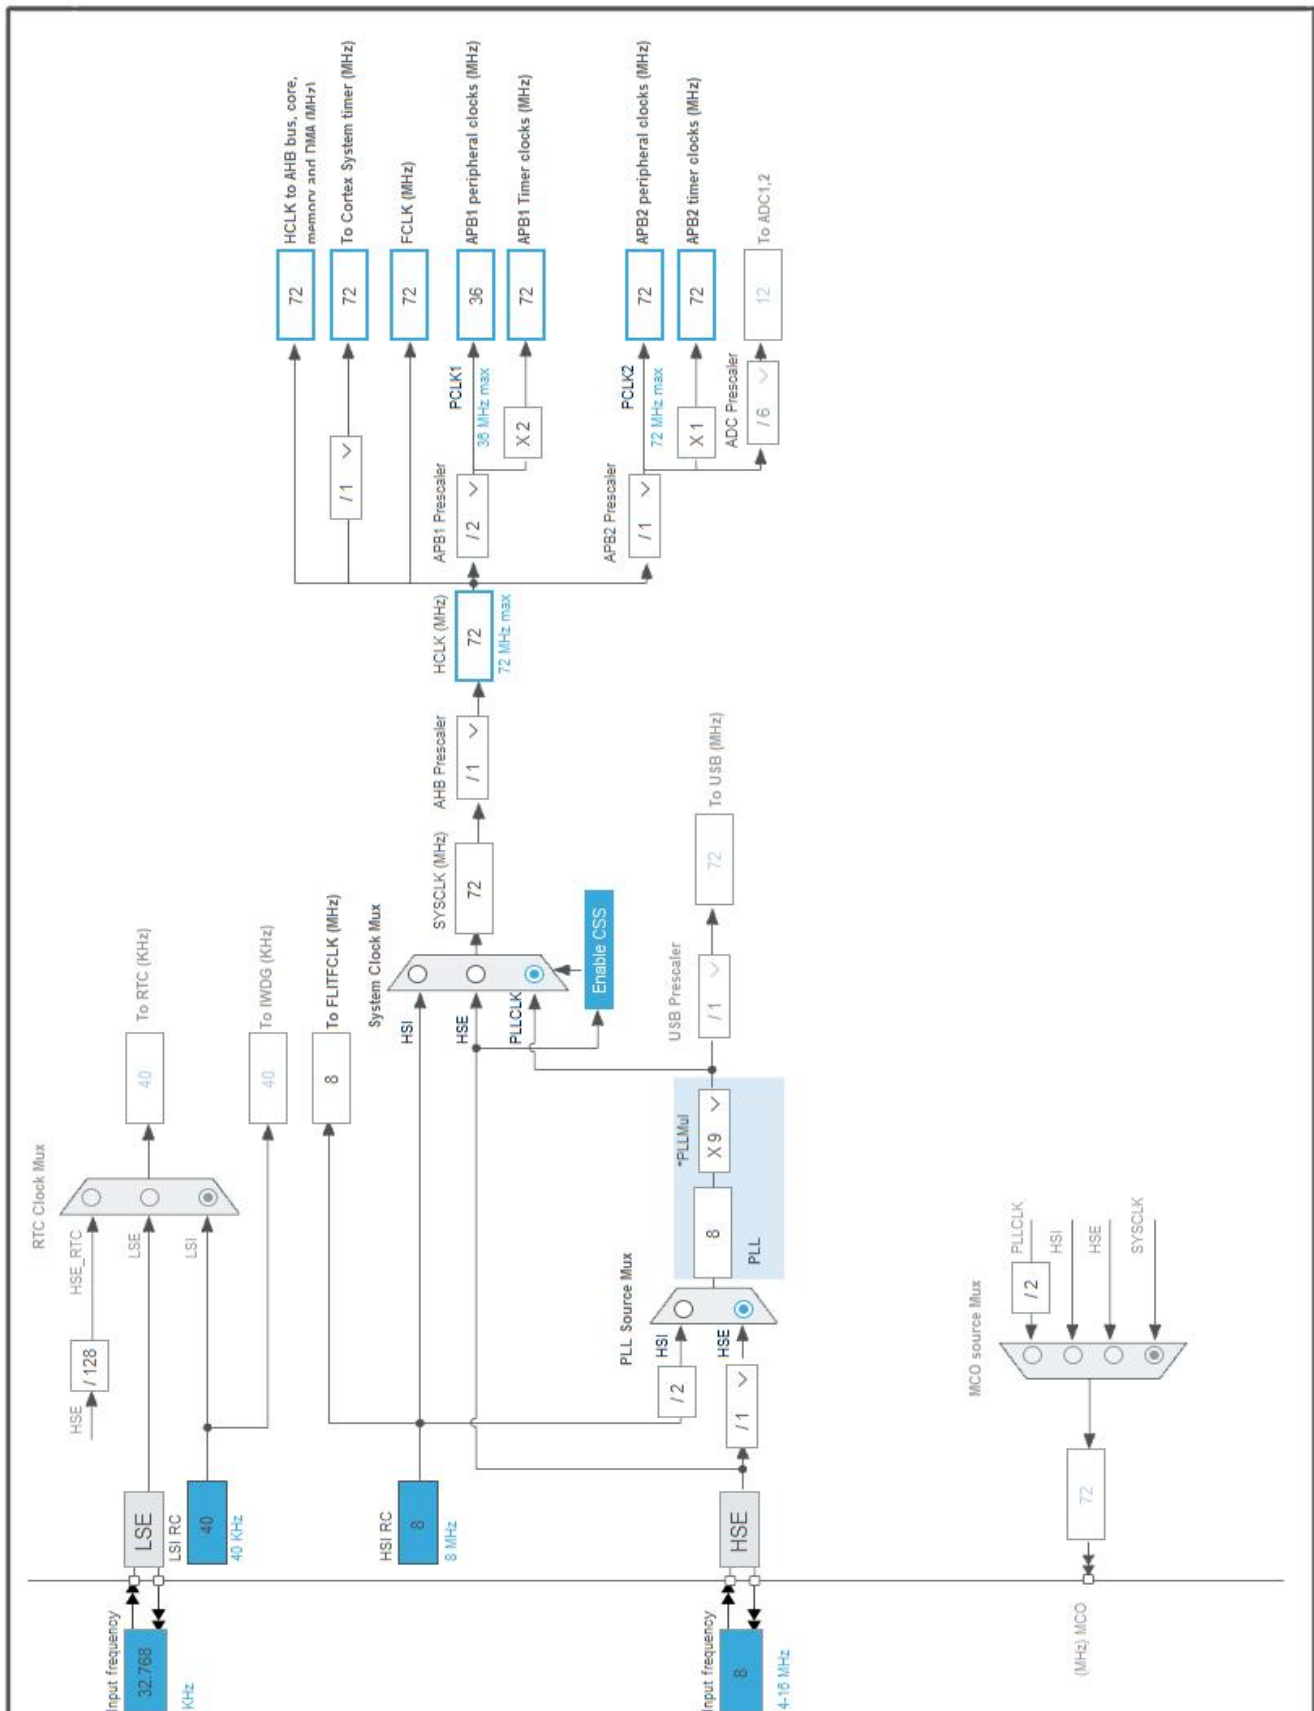 RTC Clock Mux
HSE
/ 128
HSE_RTC
To RTC (KHz)
40
Input frequency
32.768
KHz
LSE
LSE
LSI RC
40
40 KHz
LSI
To IWDG (KHz)
40
To FLITFCLK (MHz)
8
HSI RC
8
8 MHz
System Clock Mux
HSI
HSE
PLLCLK
Enable CSS
SYSCLK (MHz)
72
AHB Prescaler
/ 1
HCLK (MHz)
72
72 MHz max
HCLK to AHB bus, core,
memory and DMA (MHz)
72
/ 1
72
To Cortex System timer (MHz)
72
FCLK (MHz)
APB1 Prescaler
/ 2
PCLK1
36 MHz max
36
APB1 peripheral clocks (MHz)
X 2
72
APB1 Timer clocks (MHz)
APB2 Prescaler
/ 1
PCLK2
72 MHz max
72
APB2 peripheral clocks (MHz)
X 1
72
APB2 timer clocks (MHz)
ADC Prescaler
/ 6
12
To ADC1,2
PLL Source Mux
HSI
/ 2
HSE
/ 1
8
*PLLMul
X 9
PLL
USB Prescaler
/ 1
72
To USB (MHz)
Input frequency
8
4-16 MHz
HSE
MCO source Mux
PLLCLK
/ 2
HSI
HSE
SYSCLK
72
(MHz) MCO